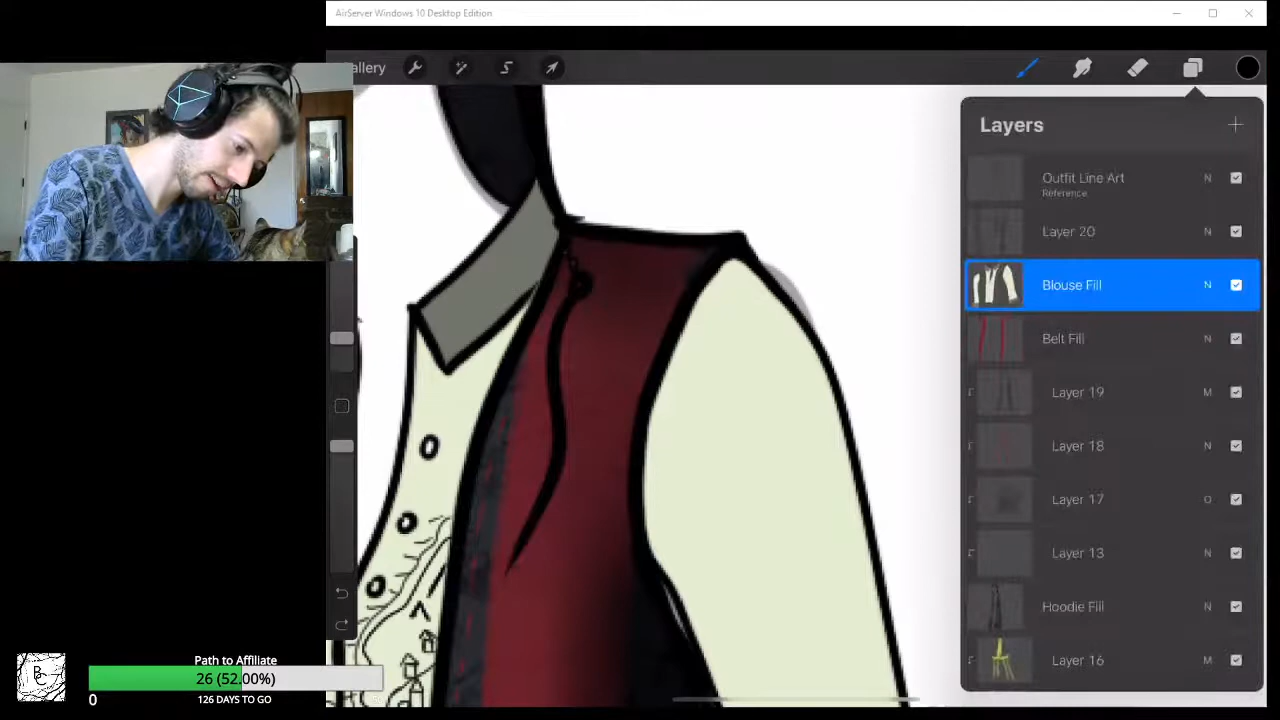 AirServer Windows 10 Desktop Edition
allery
Layers
Outfit Line Art N
Reference
Layer 20 N
Blouse Fill N
Belt Fill N
Layer 19 M
Layer 18 N
Layer 17 O
Layer 13 N
Hoodie Fill N
Layer 16 M
Path to Affiliate
26 (52.00%)
0
126 DAYS TO GO